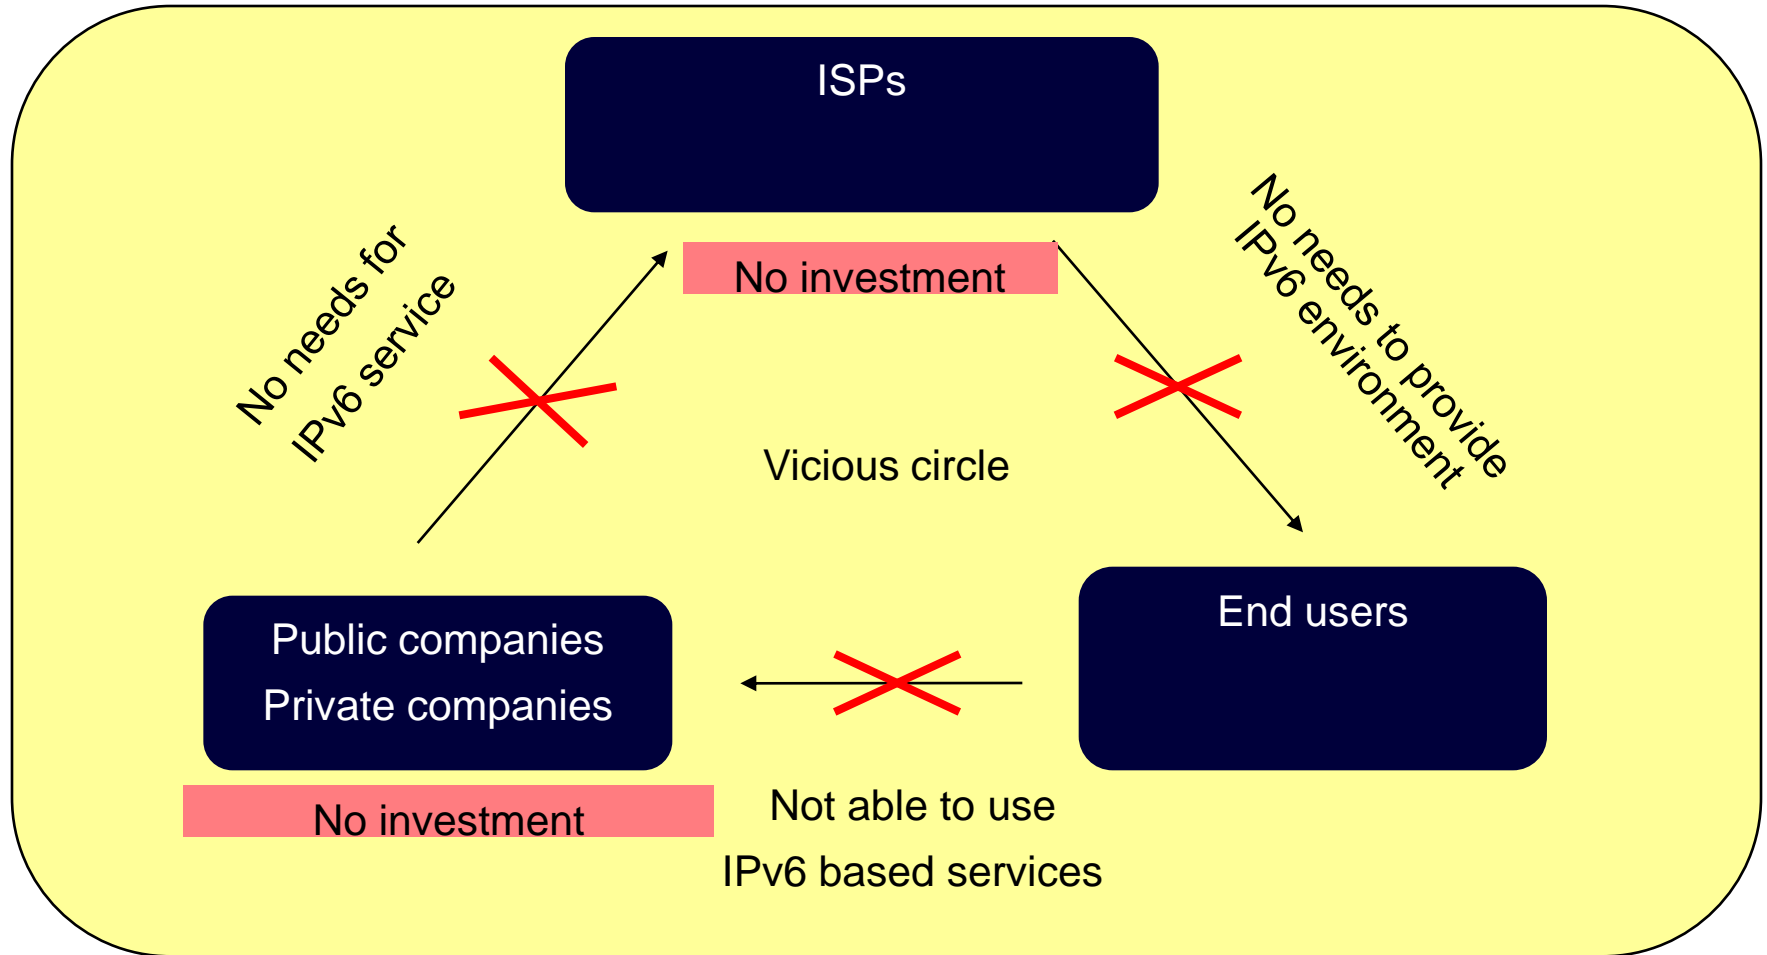 ISPs
No investment
No needs for
IPv6 service
No needs to provide
IPv6 environment
Vicious circle
Public companies
Private companies
No investment
End users
Not able to use
IPv6 based services